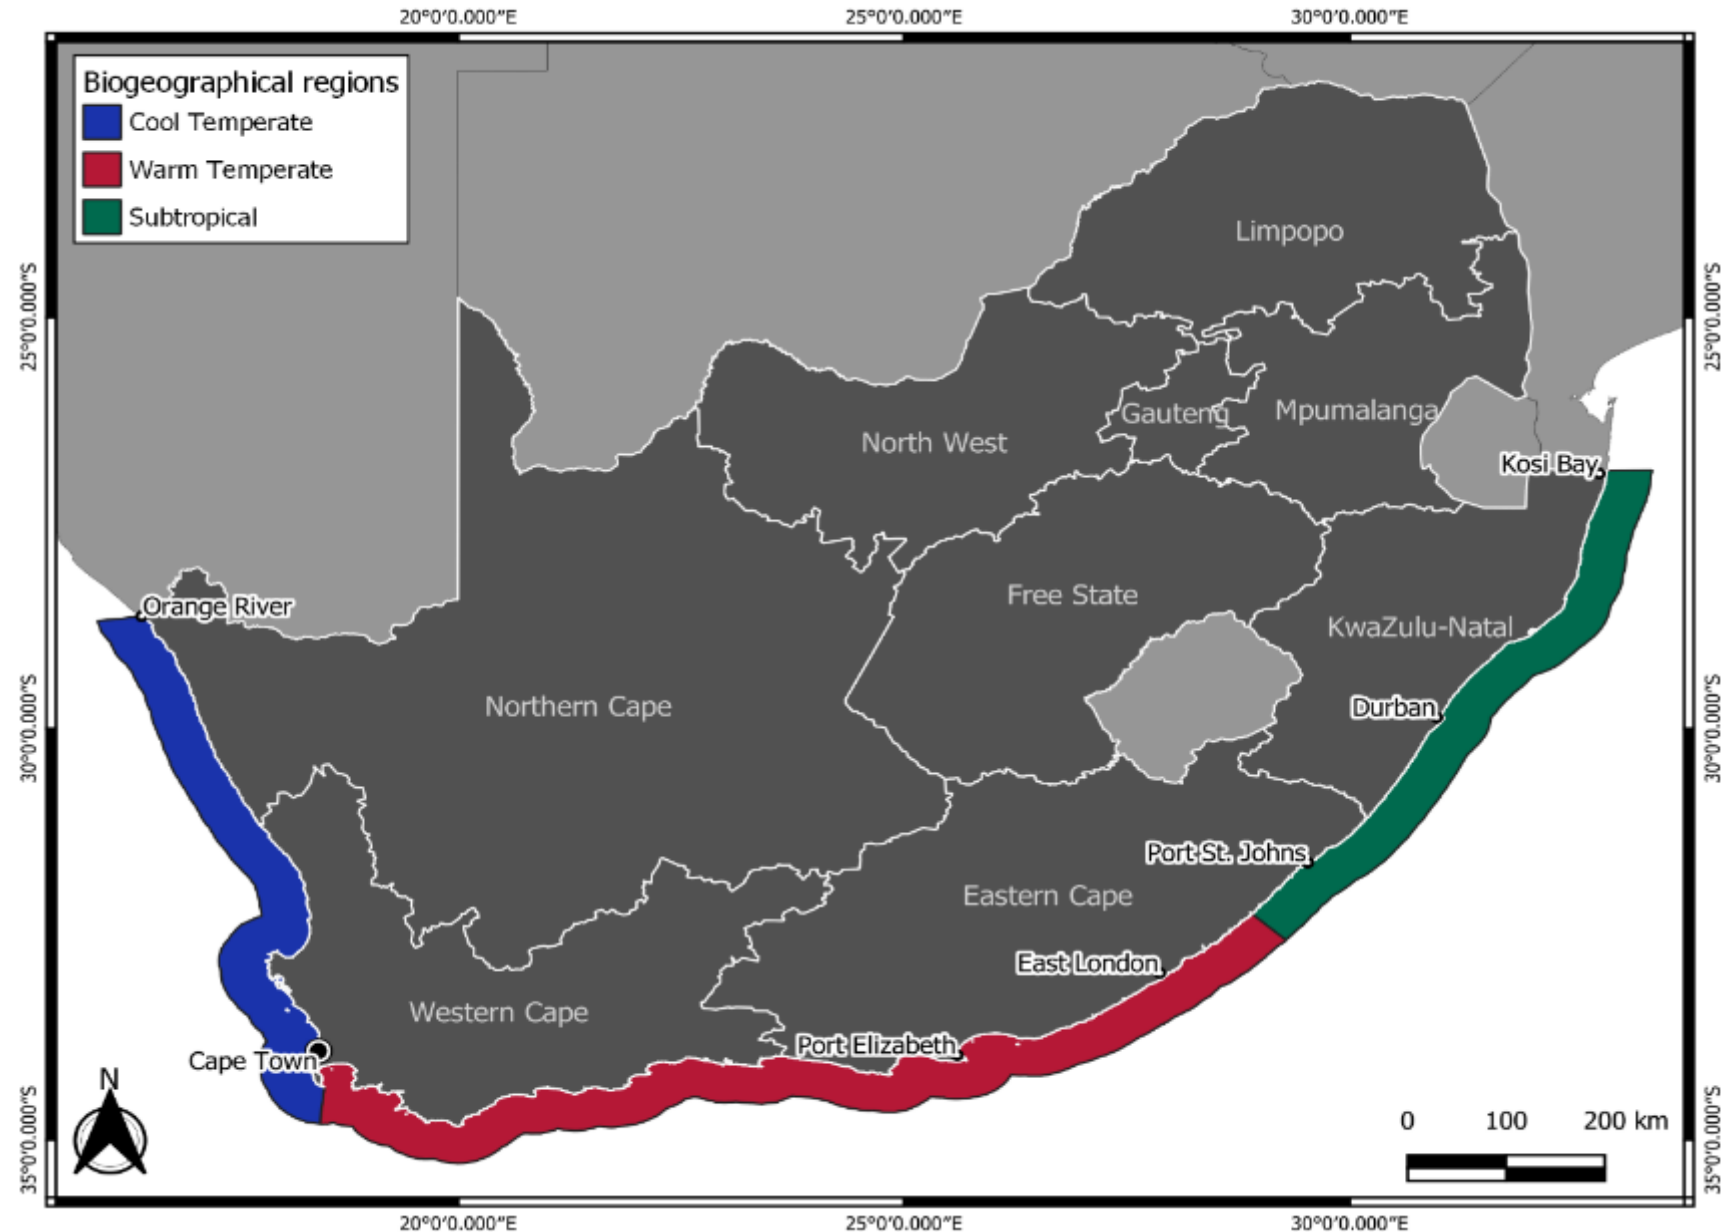 20°0'0.000"E
25°0'0.000"E
30°0'0.000"E
Biogeographical regions
Cool Temperate
Warm Temperate
Subtropical
Limpopo
25°0'0.000"S
25°0'0.000"S
Gauteng
Mpumalanga
North West
Kosi Bay
Orange River
Free State
KwaZulu-Natal
Northern Cape
Durban
30°0'0.000"S
30°0'0.000"S
Port St. Johns
Eastern Cape
East London
Western Cape
Port Elizabeth
Cape Town
N
0 100 200 km
35°0'0.000"S
35°0'0.000"S
20°0'0.000"E
25°0'0.000"E
30°0'0.000"E